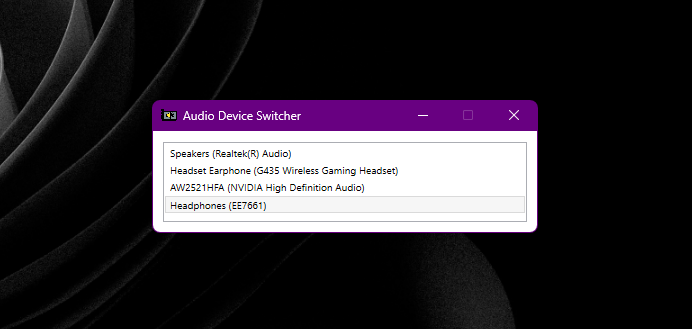 Audio Device Switcher
Speakers (Realtek(R) Audio)
Headset Earphone (G435 Wireless Gaming Headset)
AW2521HFA (NVIDIA High Definition Audio)
Headphones (EE7661)